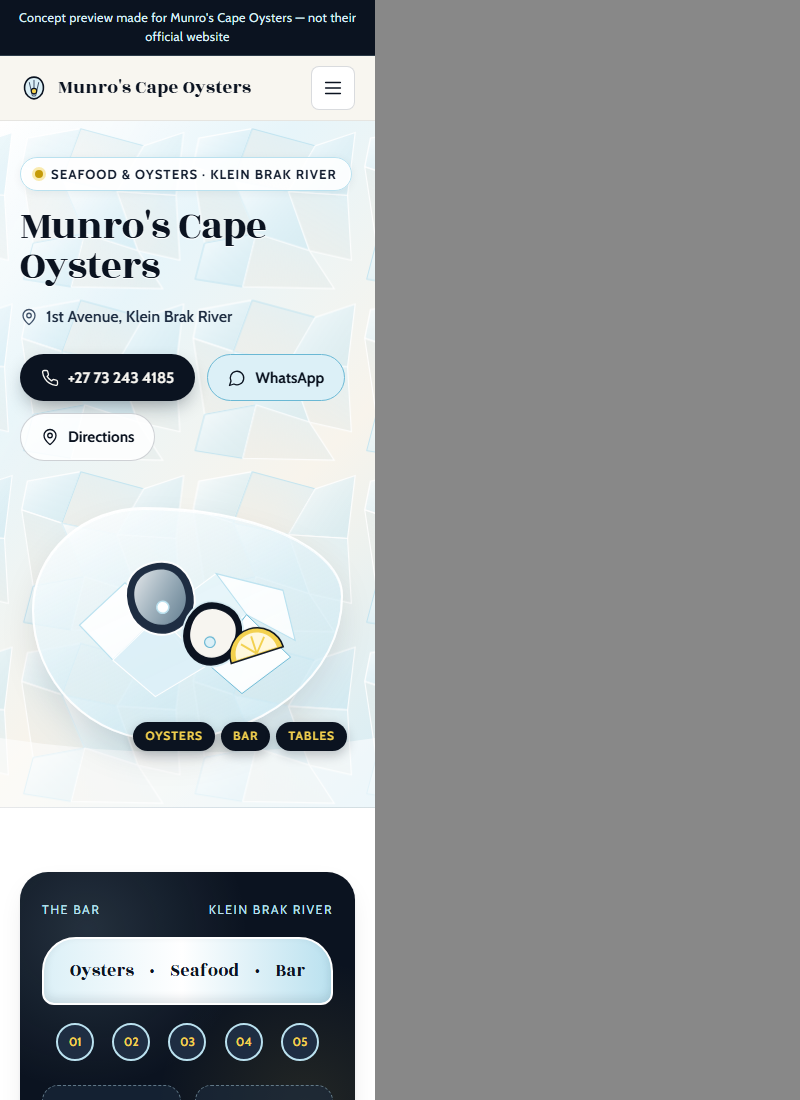 Concept preview made for Munro's Cape Oysters — not their
official website
Munro's Cape Oysters
SEAFOOD & OYSTERS · KLEIN BRAK RIVER
Munro's Cape
Oysters
1st Avenue, Klein Brak River
+27 73 243 4185
WhatsApp
Directions
OYSTERS
BAR
TABLES
THE BAR
KLEIN BRAK RIVER
Oysters • Seafood • Bar
01
02
03
04
05